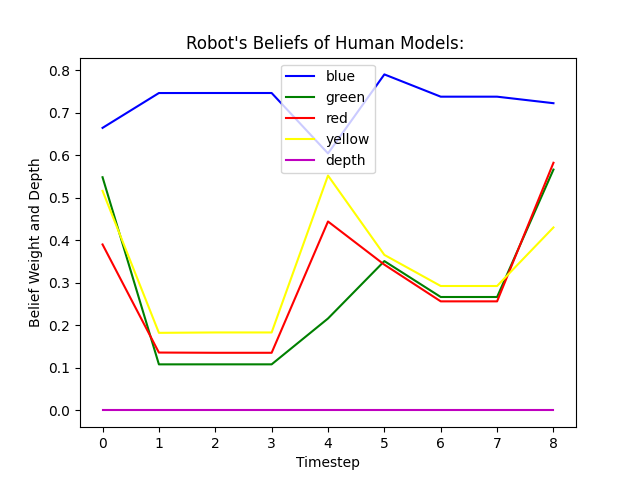 Robot's Beliefs of Human Models:
0.8
0.7
0.6
0.5
0.4
0.3
0.2
0.1
0.0
Belief Weight and Depth
blue
green
red
yellow
depth
0 1 2 3 4 5 6 7 8
Timestep